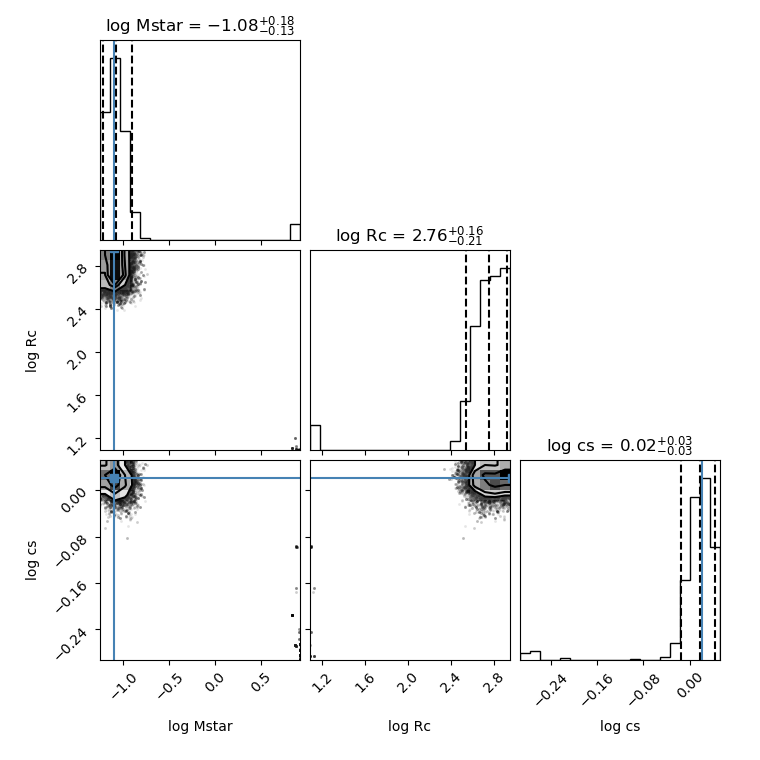 log Mstar = −1.08+0.18−0.13
log Rc = 2.76+0.16−0.21
2.8
2.4
2.0
1.6
1.2
log Rc
log cs = 0.02+0.03−0.03
0.00
−0.08
−0.16
−0.24
log cs
−1.0 −0.5 0.0 0.5
1.2 1.6 2.0 2.4 2.8
−0.24 −0.16 −0.08 0.00
log Mstar
log Rc
log cs